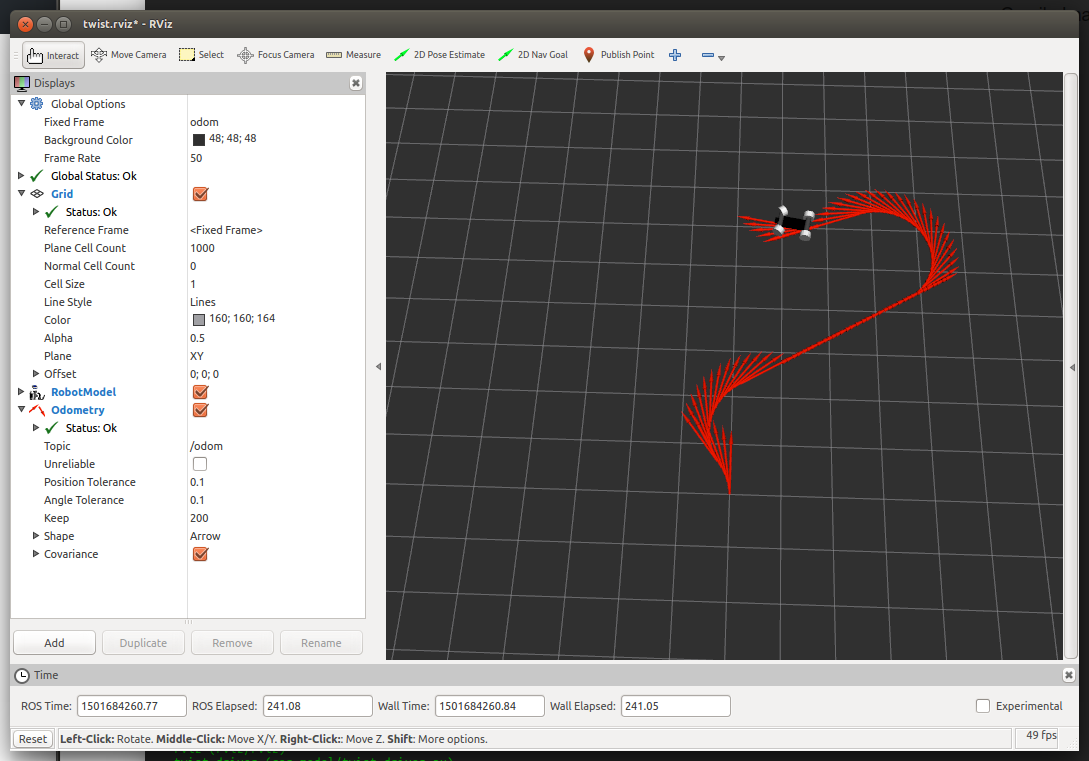 twist.rviz* - RViz
Interact Move Camera Select Focus Camera Measure 2D Pose Estimate 2D Nav Goal Publish Point
Displays
Global Options
Fixed Frame odom
Background Color 48; 48; 48
Frame Rate 50
Global Status: Ok
Grid
Status: Ok
Reference Frame <Fixed Frame>
Plane Cell Count 1000
Normal Cell Count 0
Cell Size 1
Line Style Lines
Color 160; 160; 164
Alpha 0.5
Plane XY
Offset 0; 0; 0
RobotModel
Odometry
Status: Ok
Topic /odom
Unreliable
Position Tolerance 0.1
Angle Tolerance 0.1
Keep 200
Shape Arrow
Covariance
Add Duplicate Remove Rename
Time
ROS Time: 1501684260.77 ROS Elapsed: 241.08 Wall Time: 1501684260.84 Wall Elapsed: 241.05 Experimental
Reset Left-Click: Rotate. Middle-Click: Move X/Y. Right-Click:: Move Z. Shift: More options. 49 fps